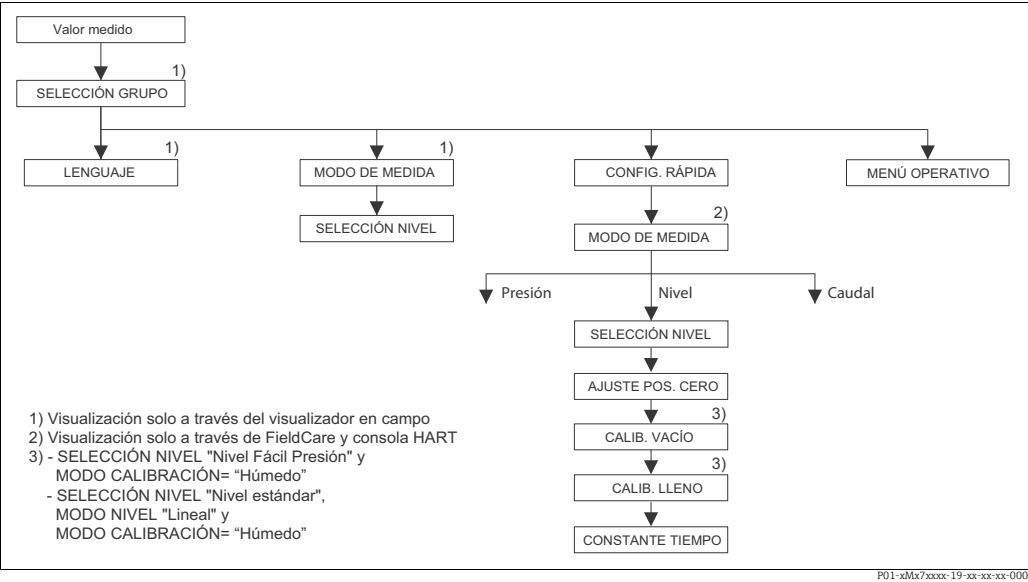 Valor medido
1)
SELECCIÓN GRUPO
1)
1)
LENGUAJE
MODO DE MEDIDA
CONFIG. RÁPIDA
MENÚ OPERATIVO
SELECCIÓN NIVEL
2)
MODO DE MEDIDA
Presión
Nivel
Caudal
SELECCIÓN NIVEL
AJUSTE POS. CERO
3)
CALIB. VACÍO
3)
CALIB. LLENO
CONSTANTE TIEMPO
1) Visualización solo a través del visualizador en campo
2) Visualización solo a través de FieldCare y consola HART
3) - SELECCIÓN NIVEL "Nivel Fácil Presión" y
MODO CALIBRACIÓN= “Húmedo”
- SELECCIÓN NIVEL "Nivel estándar",
MODO NIVEL "Lineal" y
MODO CALIBRACIÓN= “Húmedo”
P01-xMx7xxxx-19-xx-xx-xx-000